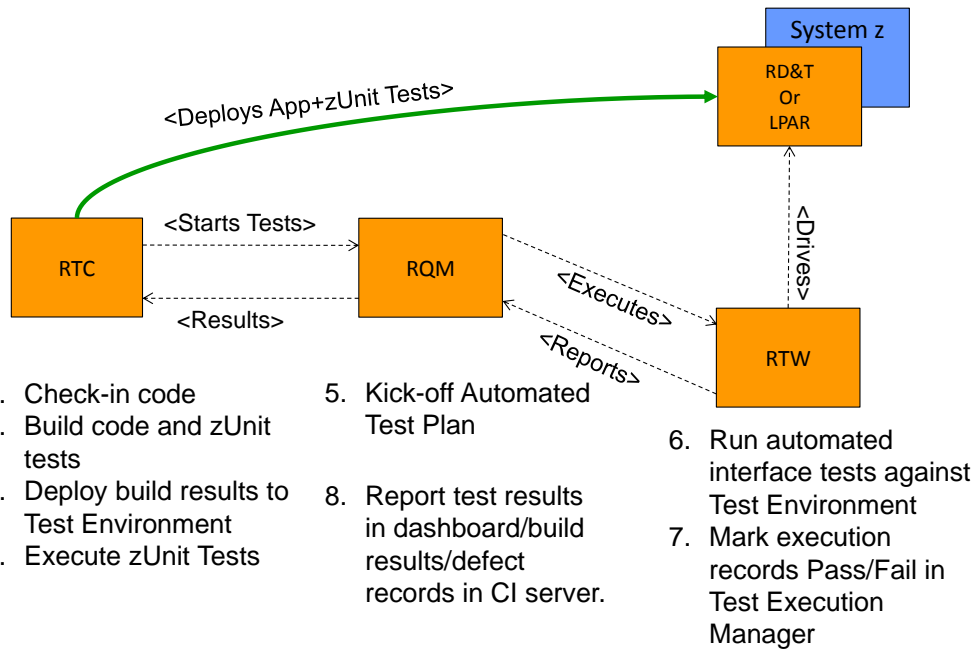 System z
RD&T
Or
LPAR
<Deploys App+zUnit Tests>
<Drives>
<Starts Tests>
RTC
RQM
<Results>
<Executes>
<Reports>
RTW
. Check-in code
. Build code and zUnit
tests
. Deploy build results to
Test Environment
. Execute zUnit Tests
5. Kick-off Automated
Test Plan
8. Report test results
in dashboard/build
results/defect
records in CI server.
6. Run automated
interface tests against
Test Environment
7. Mark execution
records Pass/Fail in
Test Execution
Manager